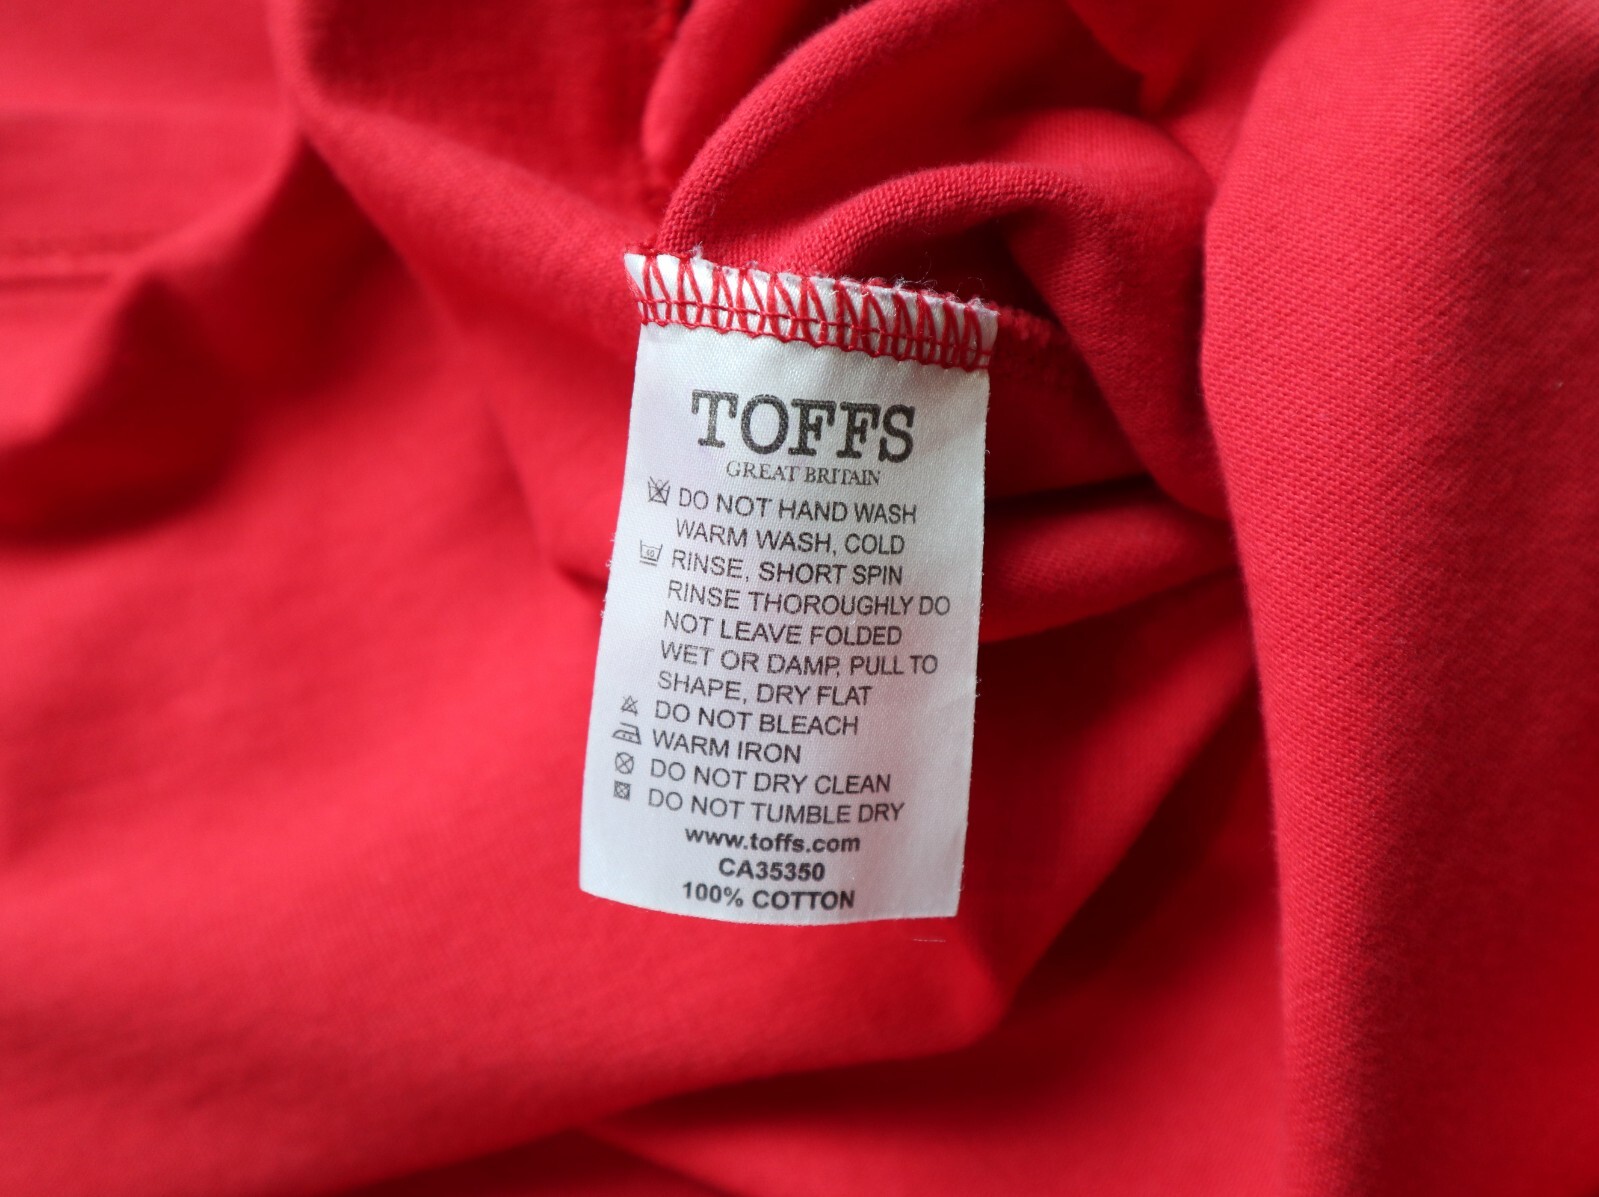 TOFFS
GREAT BRITAIN
DO NOT HAND WASH
WARM WASH, COLD
40 RINSE, SHORT SPIN
RINSE THOROUGHLY DO
NOT LEAVE FOLDED
WET OR DAMP, PULL TO
SHAPE, DRY FLAT
DO NOT BLEACH
WARM IRON
DO NOT DRY CLEAN
DO NOT TUMBLE DRY
www.toffs.com
CA35350
100% COTTON